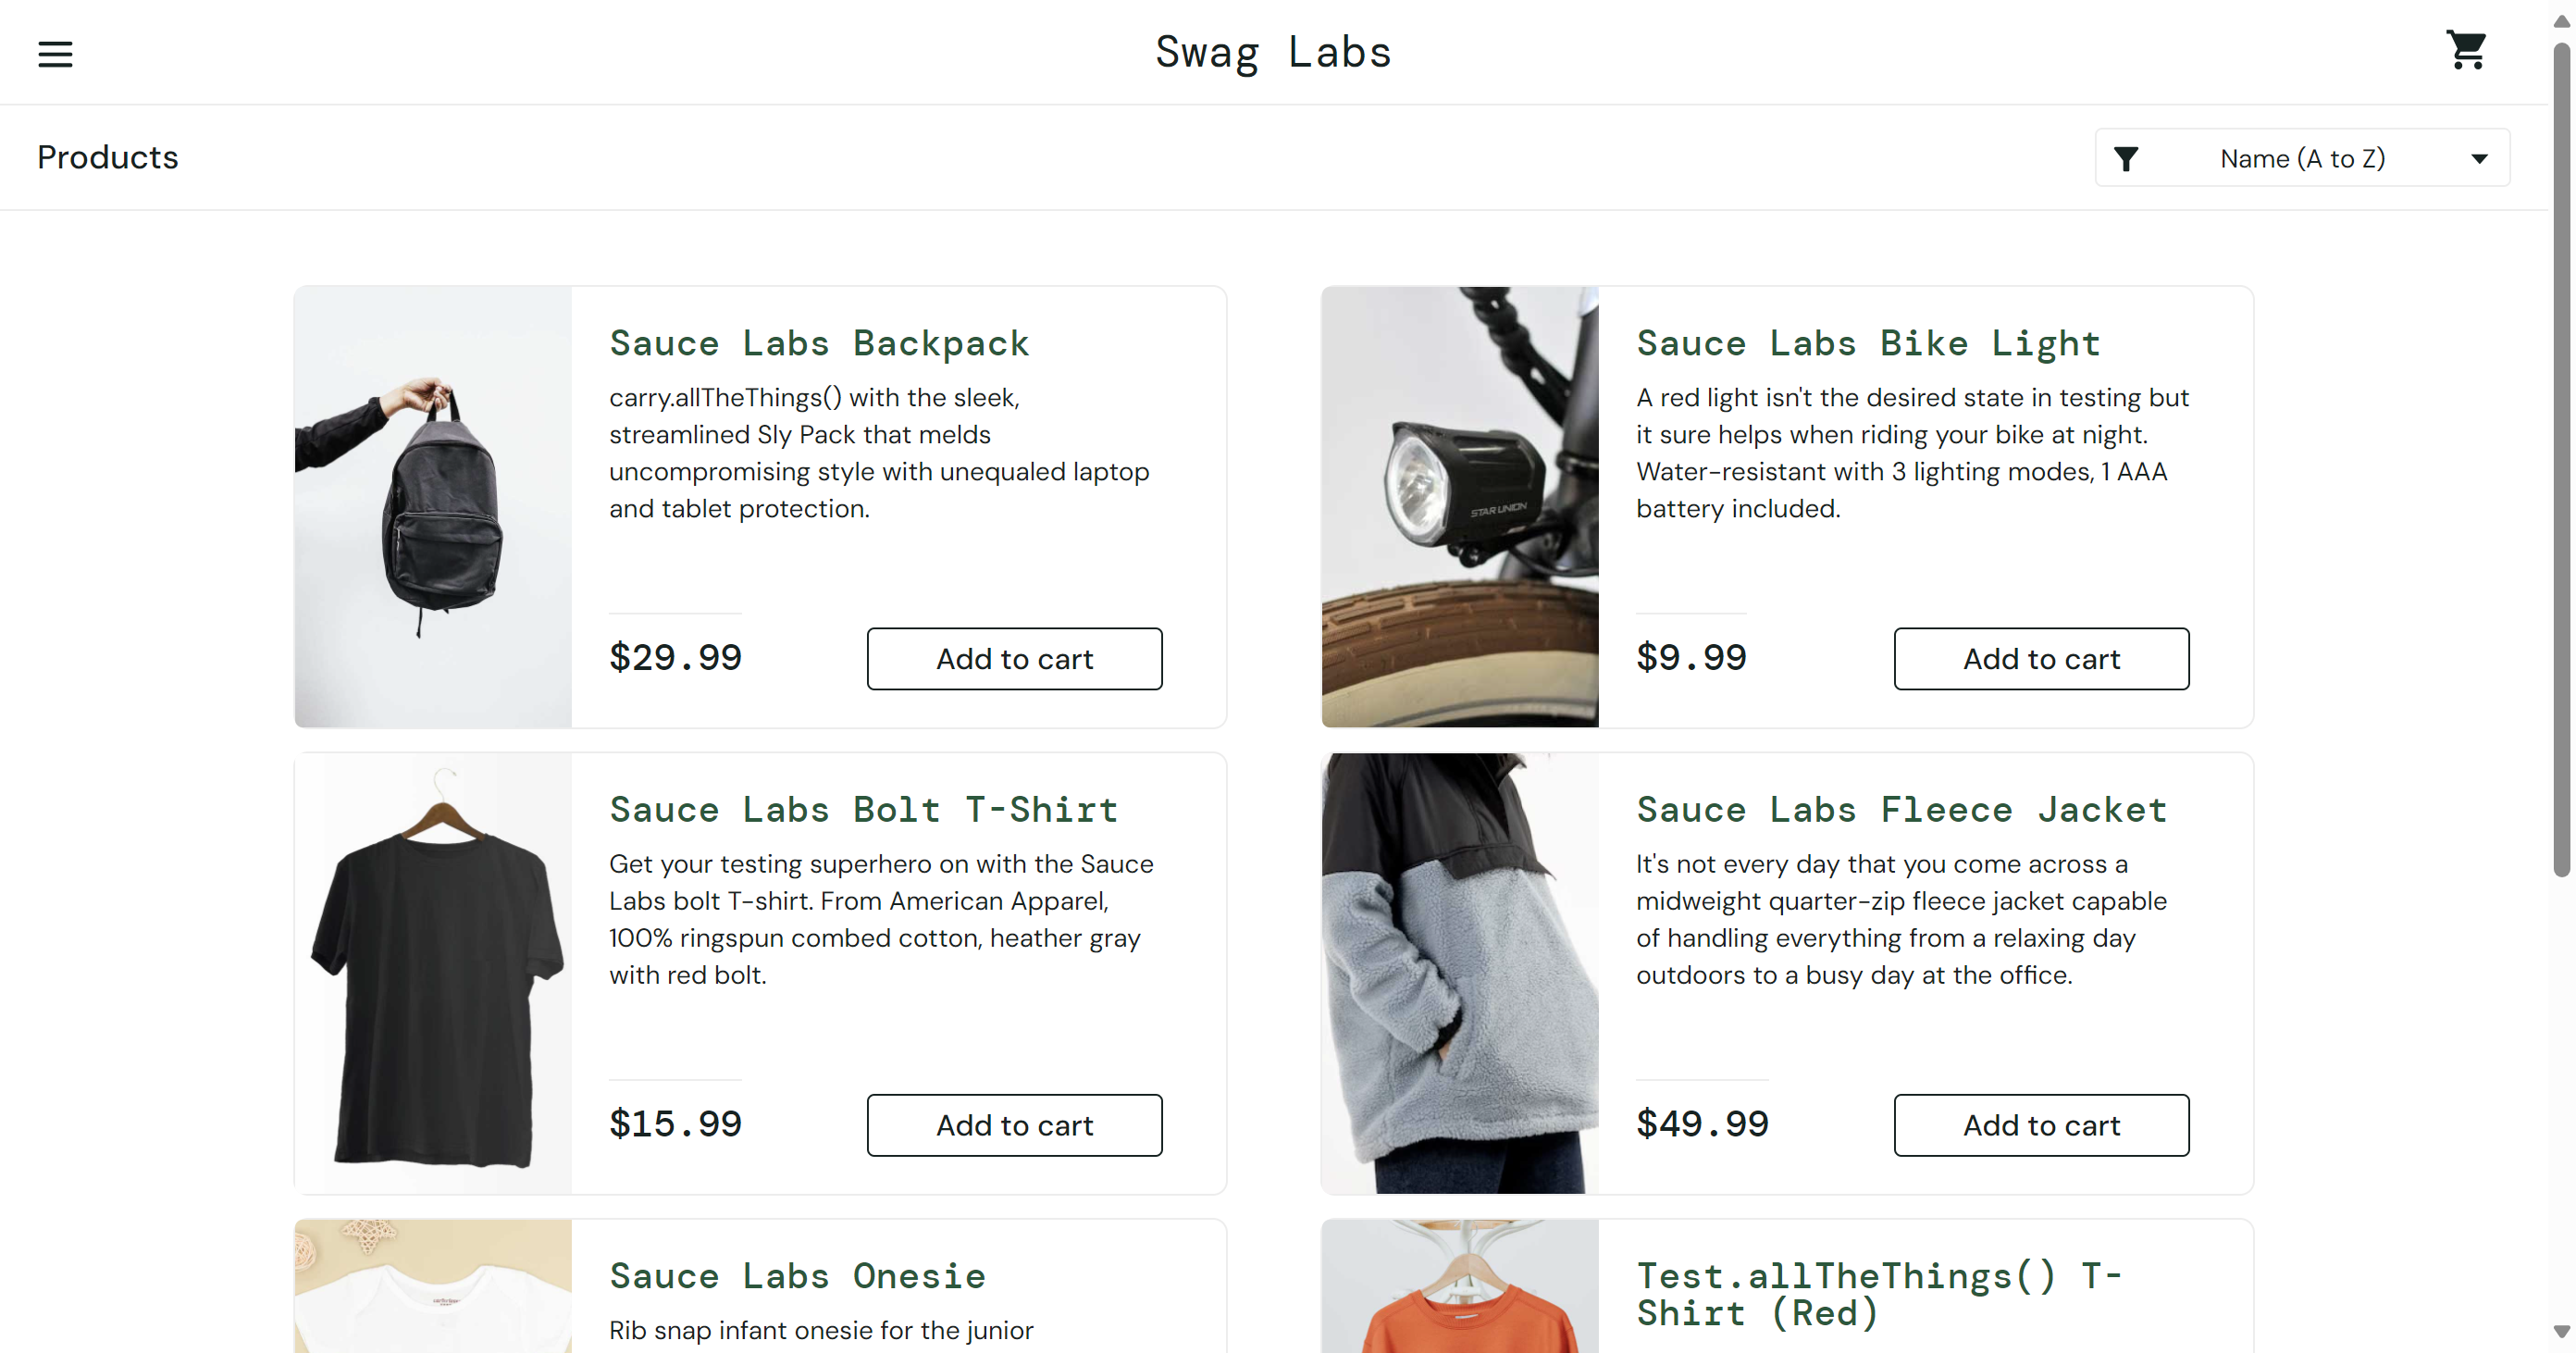 Swag Labs
Products
Name (A to Z)
Sauce Labs Backpack
carry.allTheThings() with the sleek,
streamlined Sly Pack that melds
uncompromising style with unequaled laptop
and tablet protection.
$29.99
Add to cart
Sauce Labs Bike Light
A red light isn't the desired state in testing but
it sure helps when riding your bike at night.
Water-resistant with 3 lighting modes, 1 AAA
battery included.
STAR UNION
$9.99
Add to cart
Sauce Labs Bolt T-Shirt
Get your testing superhero on with the Sauce
Labs bolt T-shirt. From American Apparel,
100% ringspun combed cotton, heather gray
with red bolt.
$15.99
Add to cart
Sauce Labs Fleece Jacket
It's not every day that you come across a
midweight quarter-zip fleece jacket capable
of handling everything from a relaxing day
outdoors to a busy day at the office.
$49.99
Add to cart
Sauce Labs Onesie
Rib snap infant onesie for the junior
Test.allTheThings() T-
Shirt (Red)